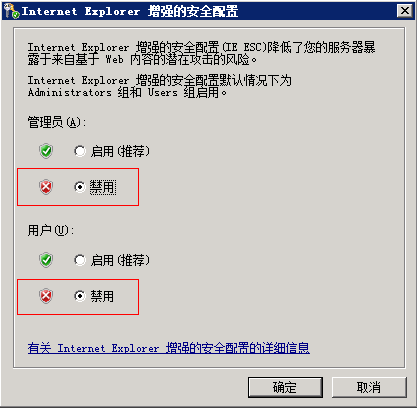 Internet Explorer 增强的安全配置
Internet Explorer 增强的安全配置(IE ESC)降低了您的服务器暴
露于来自基于 Web 内容的潜在攻击的风险。
Internet Explorer 增强的安全配置默认情况下为
Administrators 组和 Users 组启用。
管理员(A):
启用(推荐)
禁用
用户(U):
启用(推荐)
禁用
有关 Internet Explorer 增强的安全配置的详细信息
确定
取消